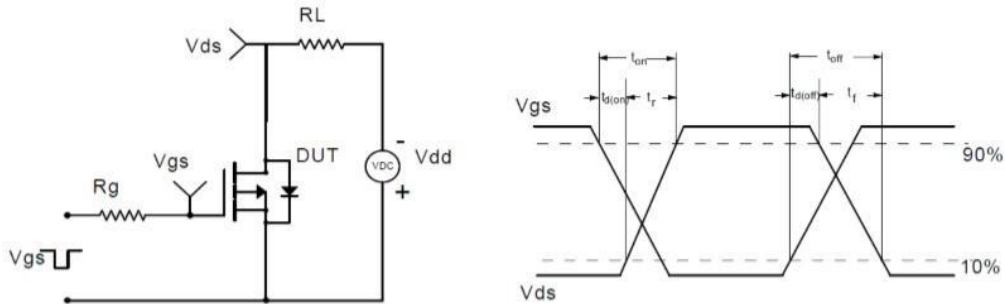 RL
Vds
Vgs
DUT
VDC
-
Vdd
+
Rg
Vgs
ton
toff
td(on)
tr
td(off)
tf
Vgs
90%
10%
Vds